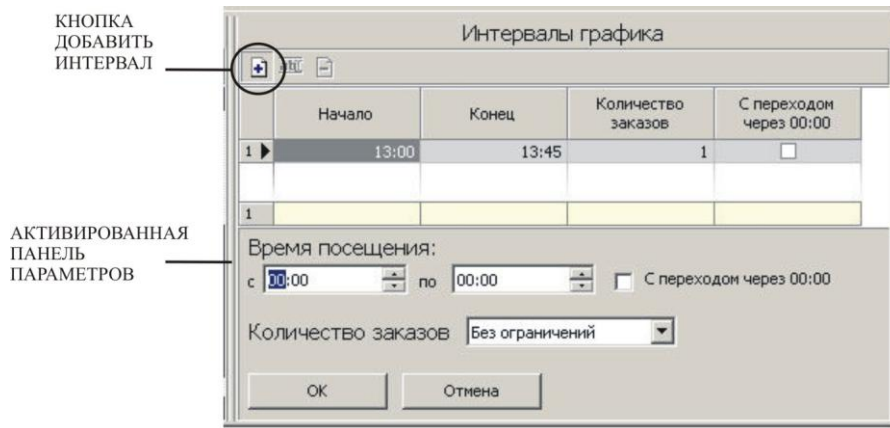 КНОПКА
ДОБАВИТЬ
ИНТЕРВАЛ
Интервалы графика
Начало
Конец
Количество
заказов
С переходом
через 00:00
1 13:00 13:45 1
1
АКТИВИРОВАННАЯ
ПАНЕЛЬ
ПАРАМЕТРОВ
Время посещения:
с 00:00 по 00:00 С переходом через 00:00
Количество заказов Без ограничений
ОК Отмена